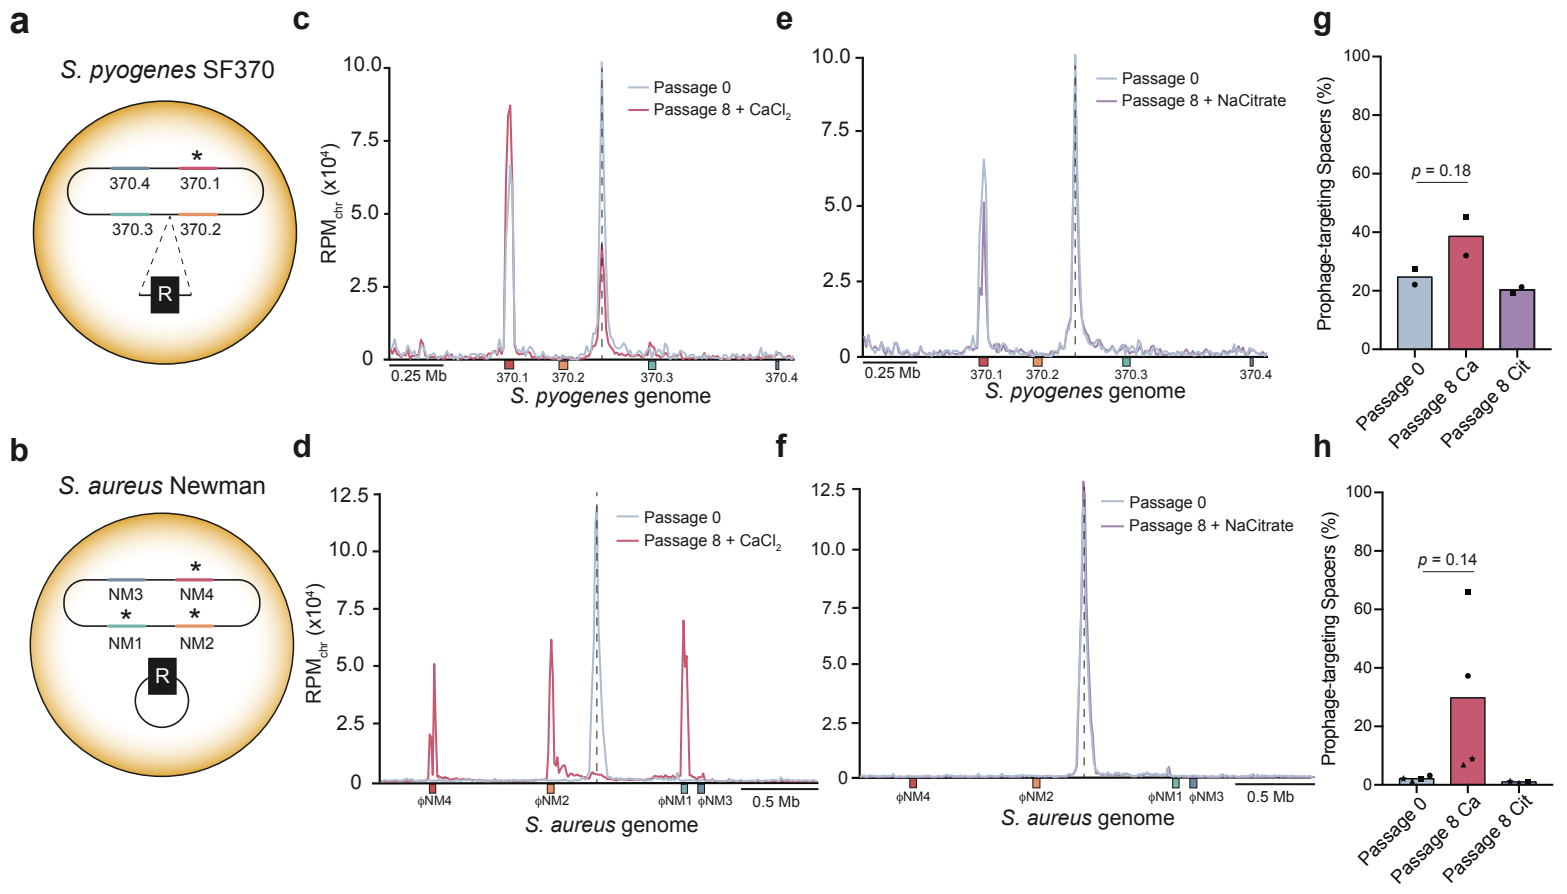 a
S. pyogenes SF370
370.4
*
370.1
370.3
370.2
R
b
S. aureus Newman
NM3
*
NM4
*
NM1
*
NM2
R
c
10.0
7.5
5.0
2.5
0
RPMchr (x10⁴)
Passage 0
Passage 8 + CaCl₂
0.25 Mb
370.1
370.2
370.3
370.4
S. pyogenes genome
d
12.5
10.0
7.5
5.0
2.5
0
RPMchr (x10⁴)
Passage 0
Passage 8 + CaCl₂
ϕNM4
ϕNM2
ϕNM1
ϕNM3
0.5 Mb
S. aureus genome
e
10.0
7.5
5.0
2.5
0
Passage 0
Passage 8 + NaCitrate
0.25 Mb
370.1
370.2
370.3
370.4
S. pyogenes genome
f
12.5
10.0
7.5
5.0
2.5
0
Passage 0
Passage 8 + NaCitrate
ϕNM4
ϕNM2
ϕNM1
ϕNM3
0.5 Mb
S. aureus genome
g
Prophage-targeting Spacers (%)
100
80
60
40
20
0
p = 0.18
Passage 0
Passage 8 Ca
Passage 8 Cit
h
Prophage-targeting Spacers (%)
100
80
60
40
20
0
p = 0.14
Passage 0
Passage 8 Ca
Passage 8 Cit